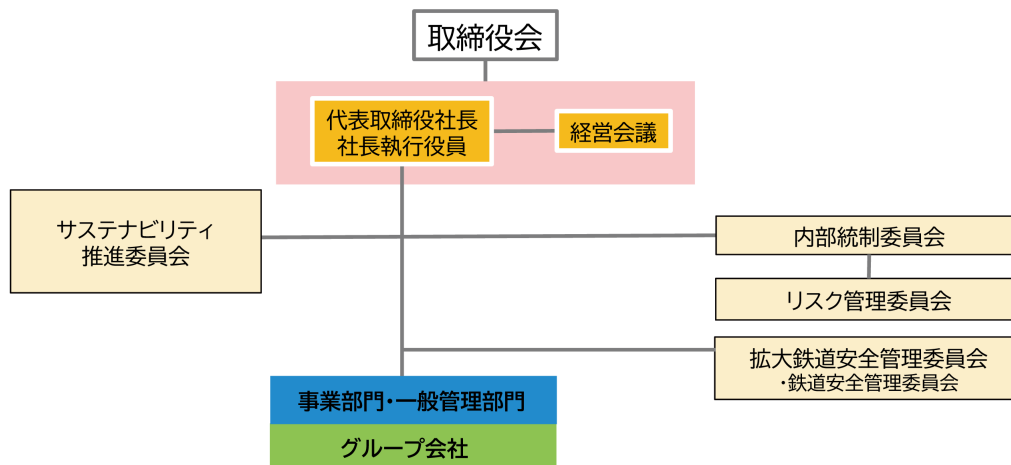 取締役会
代表取締役社長
社長執行役員
経営会議
サステナビリティ
推進委員会
内部統制委員会
リスク管理委員会
拡大鉄道安全管理委員会
・鉄道安全管理委員会
事業部門・一般管理部門
グループ会社